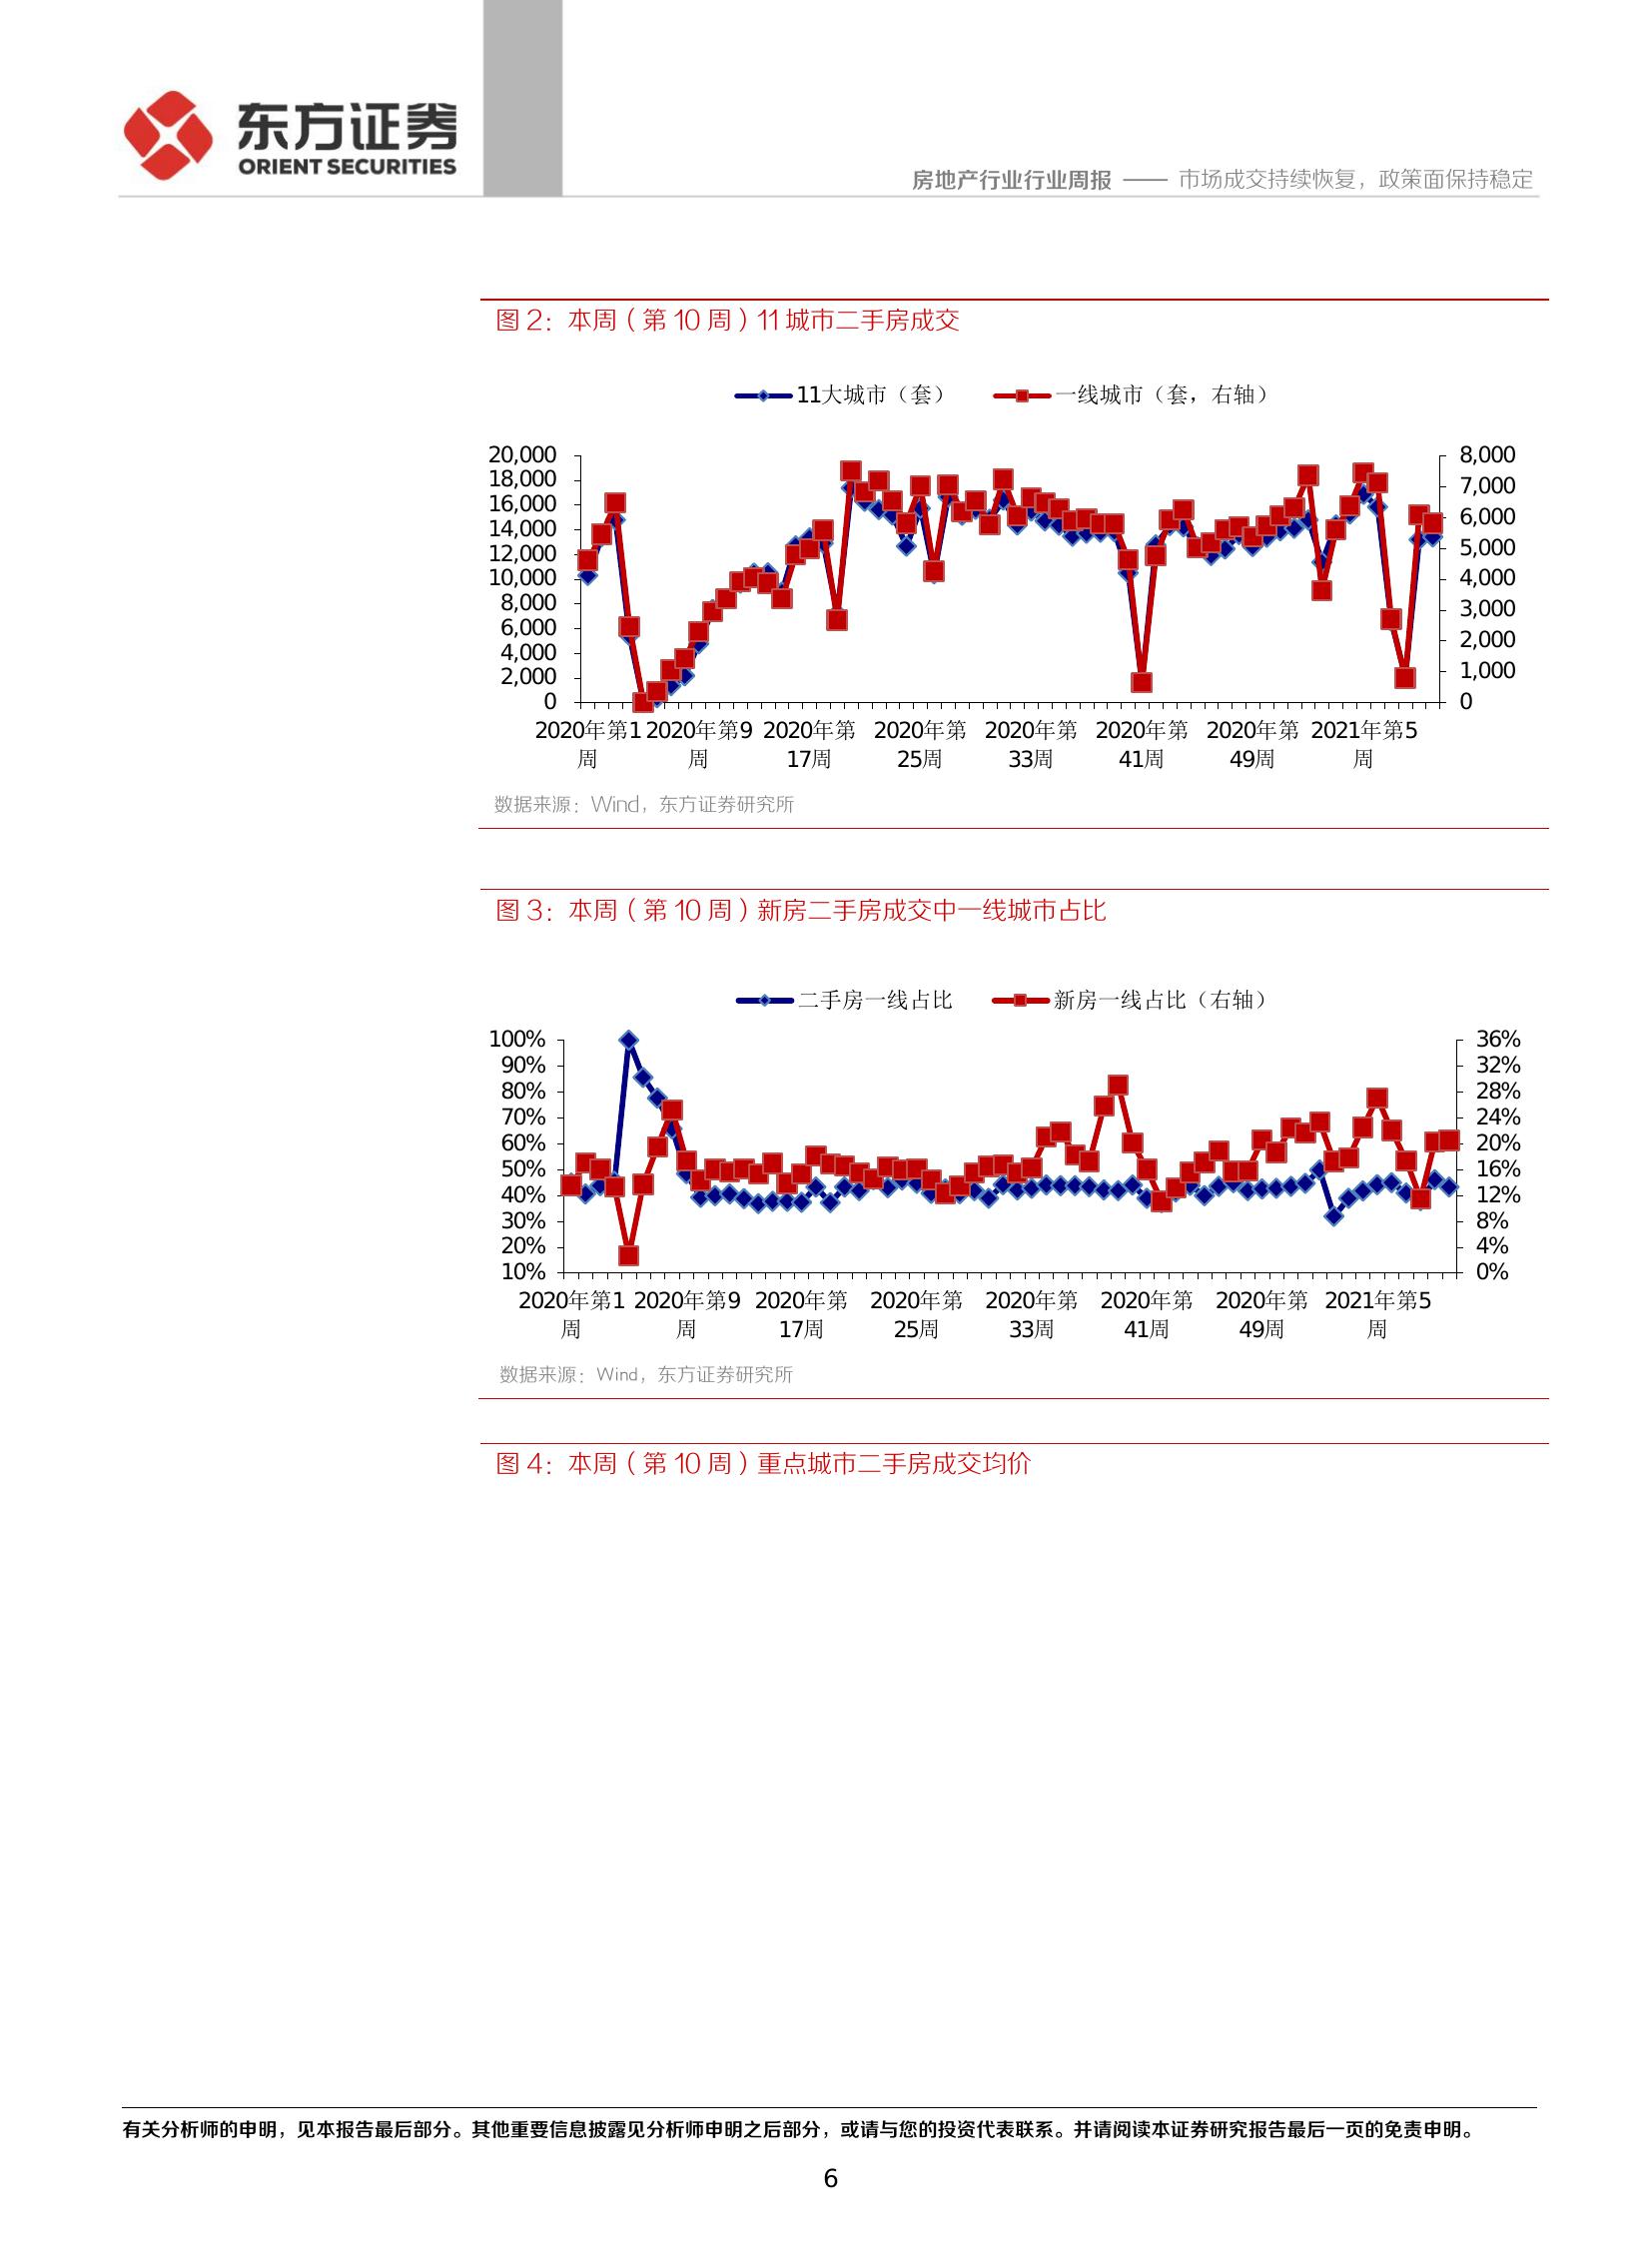 东方证券
ORIENT SECURITIES
房地产行业行业周报 —— 市场成交持续恢复，政策面保持稳定
图 2：本周（第 10 周）11 城市二手房成交
11大城市（套） 一线城市（套，右轴）
20,000 8,000
18,000 7,000
16,000 6,000
14,000 5,000
12,000 4,000
10,000 3,000
8,000 2,000
6,000 1,000
4,000 0
2,000
0
2020年第1 2020年第9 2020年第 2020年第 2020年第 2020年第 2020年第 2021年第5
周 周 17周 25周 33周 41周 49周 周
数据来源：Wind，东方证券研究所
图 3：本周（第 10 周）新房二手房成交中一线城市占比
二手房一线占比 新房一线占比（右轴）
100% 36%
90% 32%
80% 28%
70% 24%
60% 20%
50% 16%
40% 12%
30% 8%
20% 4%
10% 0%
2020年第1 2020年第9 2020年第 2020年第 2020年第 2020年第 2020年第 2021年第5
周 周 17周 25周 33周 41周 49周 周
数据来源：Wind，东方证券研究所
图 4：本周（第 10 周）重点城市二手房成交均价
有关分析师的申明，见本报告最后部分。其他重要信息披露见分析师申明之后部分，或请与您的投资代表联系。并请阅读本证券研究报告最后一页的免责申明。
6